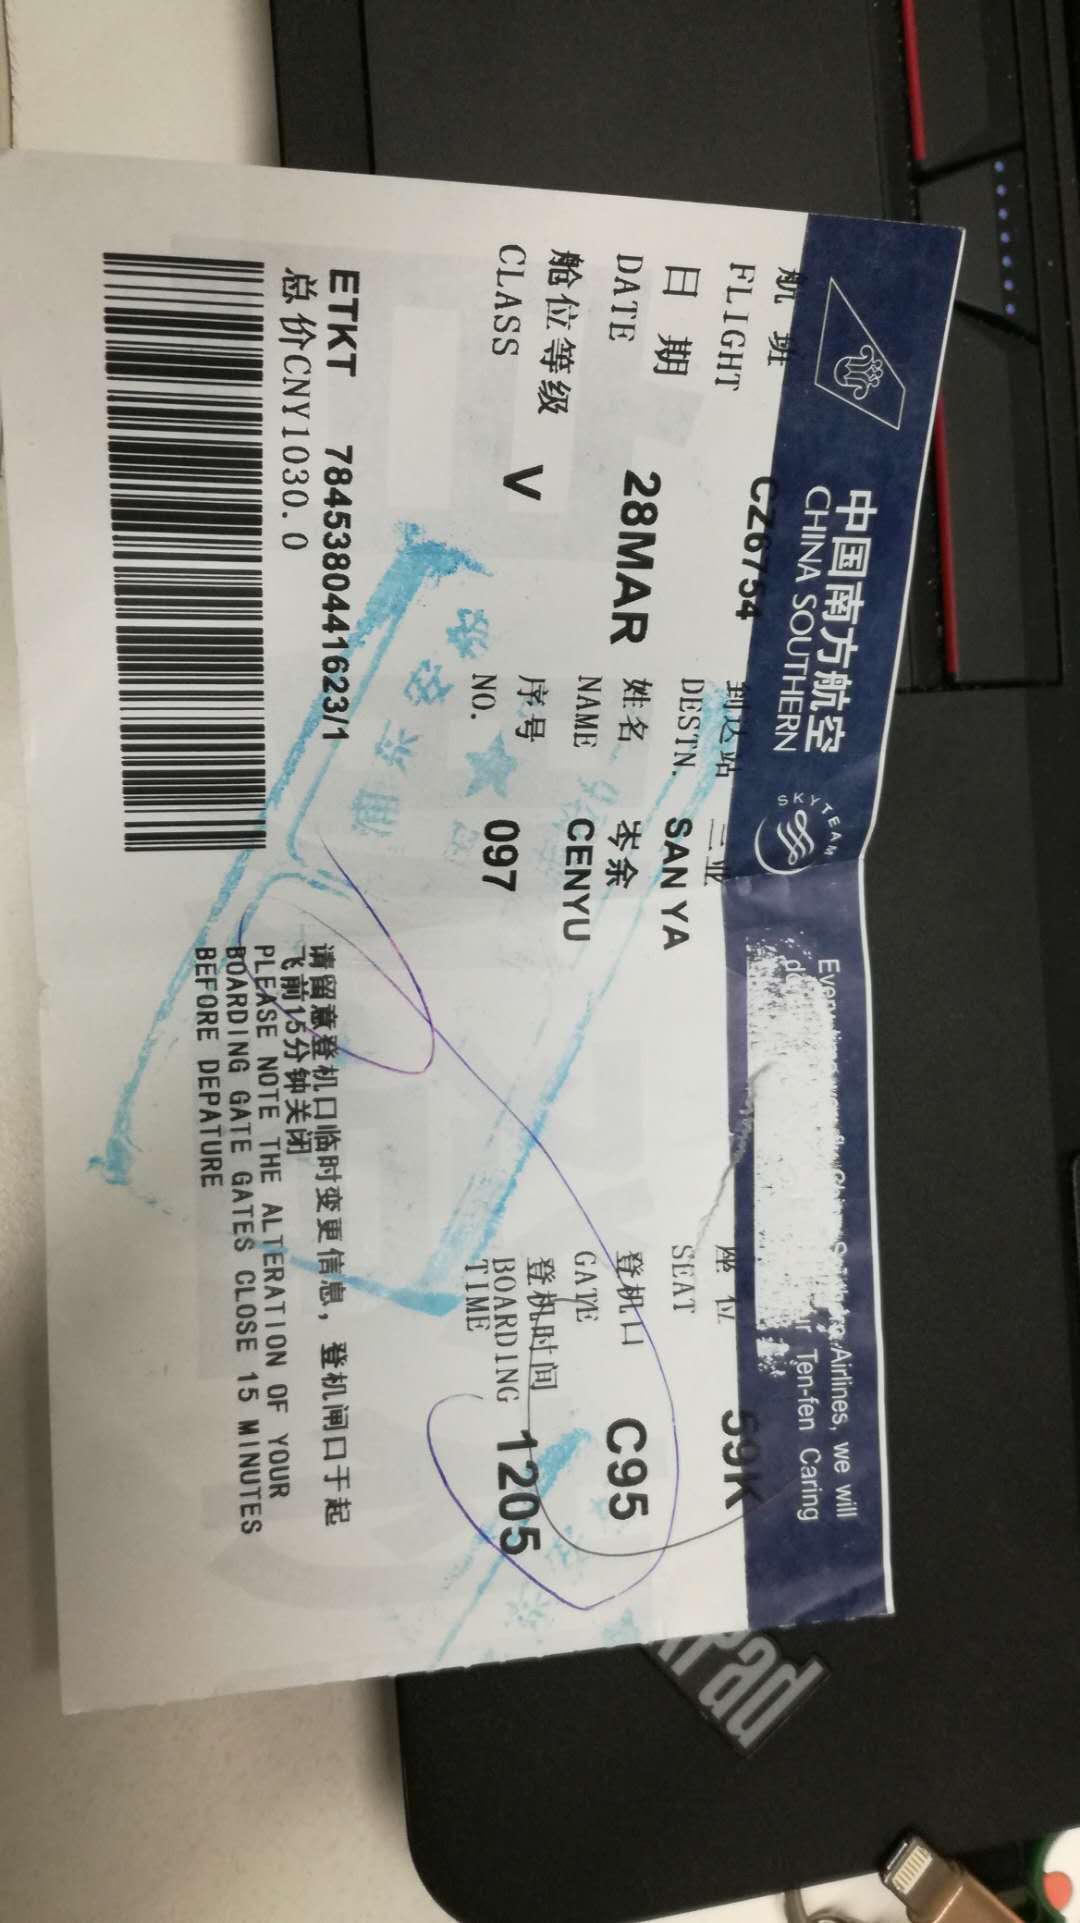 中国南方航空
CHINA SOUTHERN
SKYTEAM
Airlines, we will
Ten-fen Caring
航班
FLIGHT CZ6754
到达站 三亚
DESTN. SANYA
座位
SEAT 59K
日期
DATE 28MAR
姓名 岑余
NAME CENYU
登机口
GATE C95
舱位等级
CLASS V
序号
NO. 097
登机时间
BOARDING TIME 1205
ETKT 7845380441623/1
总价CNY1030.0
请留意登机口临时变更信息，登机闸口于起
飞前15分钟关闭
PLEASE NOTE THE ALTERATION OF YOUR
BOARDING GATE GATES CLOSE 15 MINUTES
BEFORE DEPATURE
Pad